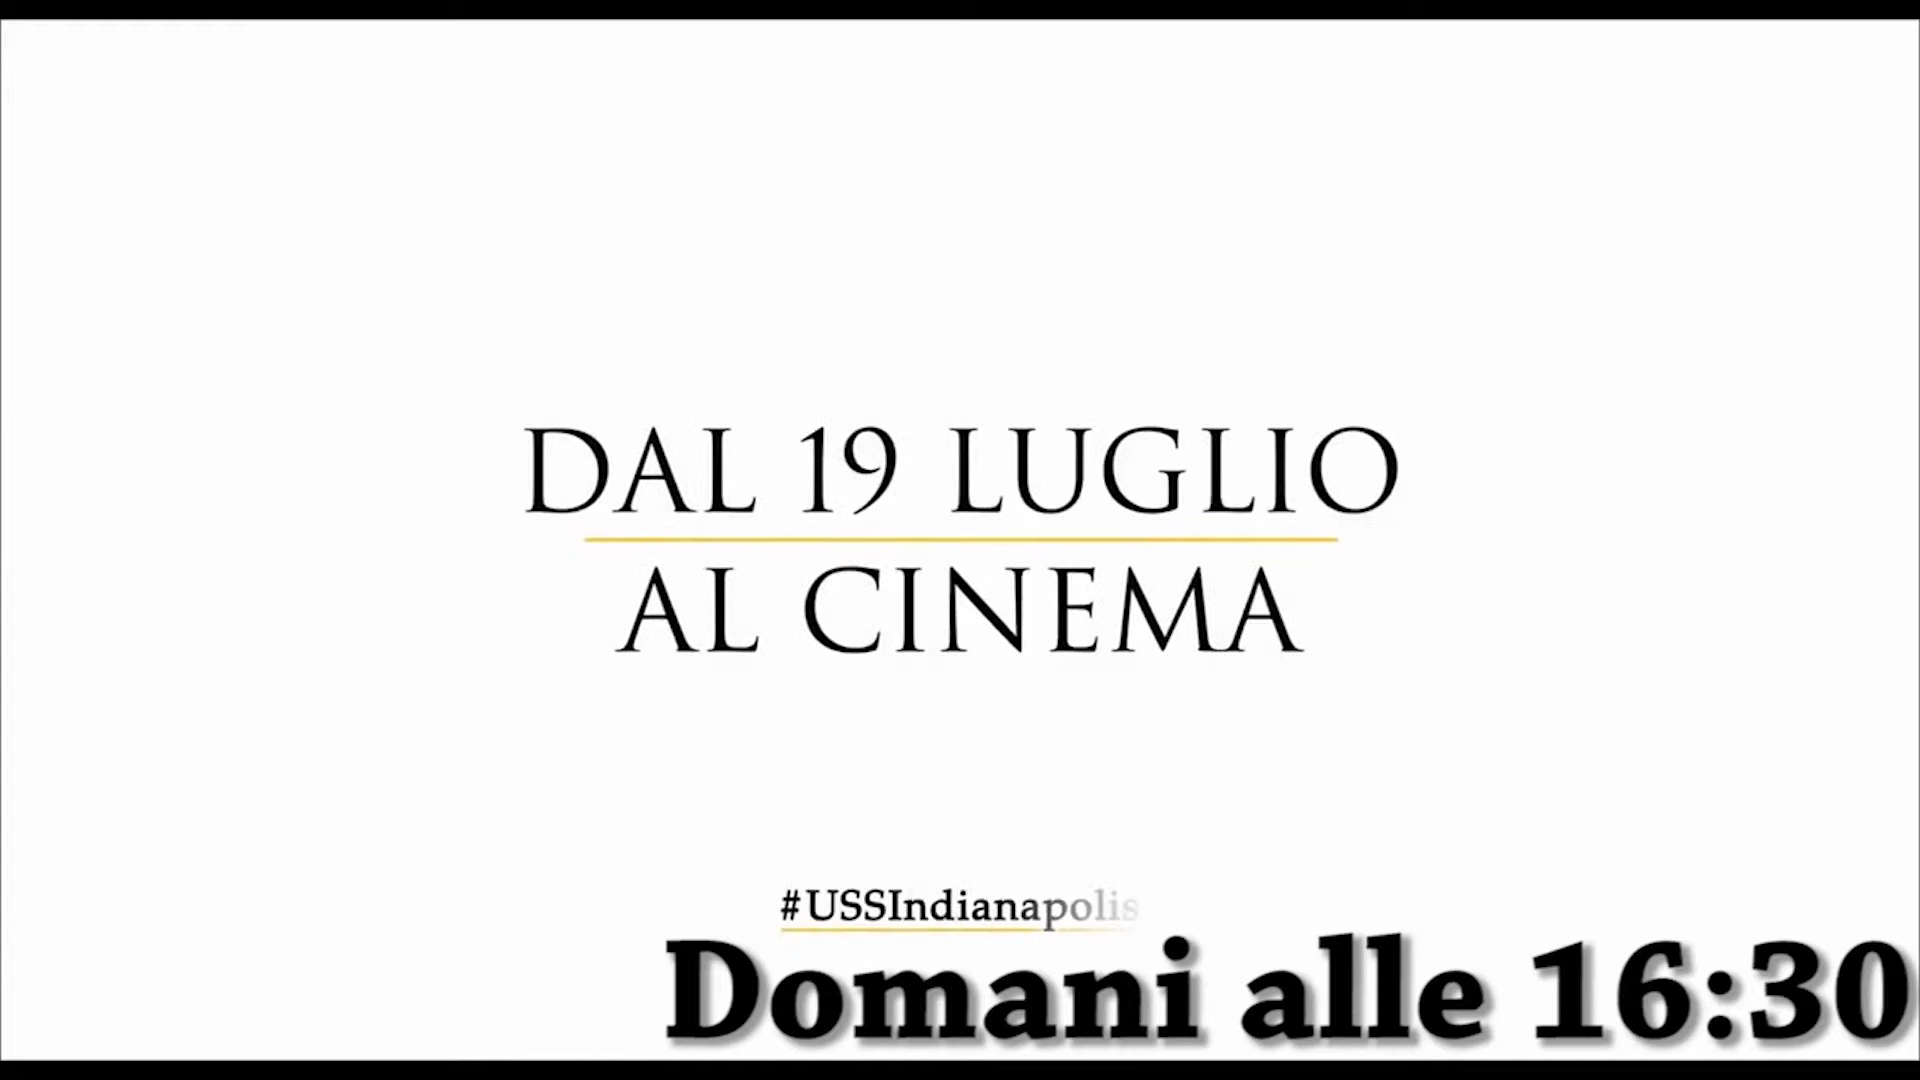 DAL 19 LUGLIO
AL CINEMA
#USSIndianapolis
Domani alle 16:30